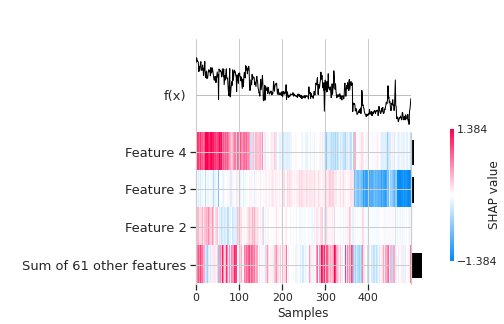 f(x)
Feature 4
Feature 3
Feature 2
Sum of 61 other features
0 100 200 300 400
Samples
1.384
SHAP value
−1.384